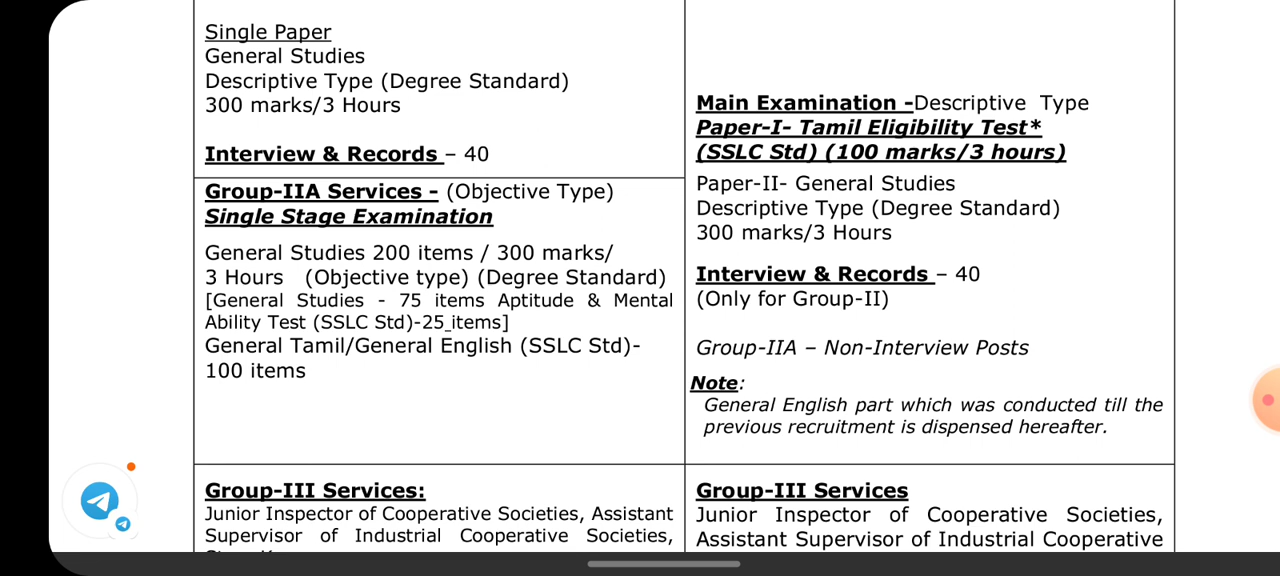 Single Paper
General Studies
Descriptive Type (Degree Standard)
300 marks/3 Hours
Interview & Records – 40
Group-IIA Services - (Objective Type)
Single Stage Examination
General Studies 200 items / 300 marks/
3 Hours (Objective type) (Degree Standard)
[General Studies - 75 items Aptitude & Mental
Ability Test (SSLC Std)-25 items]
General Tamil/General English (SSLC Std)-
100 items
Main Examination -Descriptive Type
Paper-I- Tamil Eligibility Test*
(SSLC Std) (100 marks/3 hours)
Paper-II- General Studies
Descriptive Type (Degree Standard)
300 marks/3 Hours
Interview & Records – 40
(Only for Group-II)
Group-IIA – Non-Interview Posts
Note:
General English part which was conducted till the
previous recruitment is dispensed hereafter.
Group-III Services:
Junior Inspector of Cooperative Societies, Assistant
Supervisor of Industrial Cooperative Societies,
Group-III Services
Junior Inspector of Cooperative Societies,
Assistant Supervisor of Industrial Cooperative